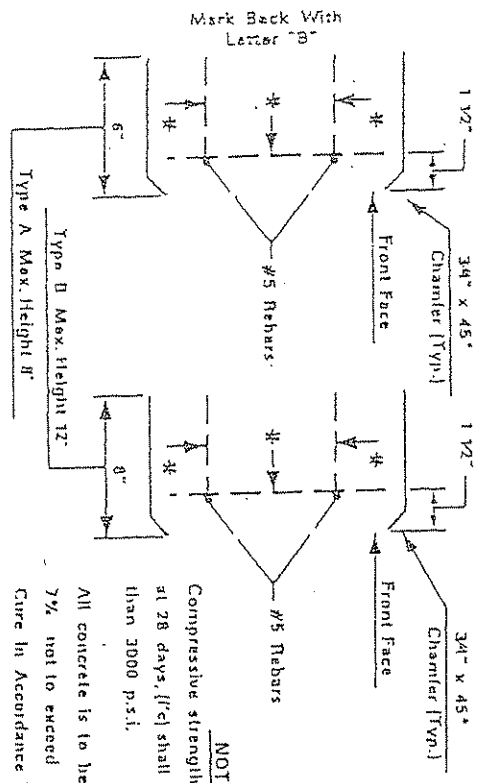 Mark Back With
Letter "B"
1 1/2"
3/4" x 45°
Chamfer (Typ.)
Front Face
*
*
*
#5 Rebars
6"
Type A Max. Height 8'
Type B Max. Height 12'
1 1/2"
3/4" x 45°
Chamfer (Typ.)
Front Face
*
*
*
#5 Rebars
8"
NOT
Compressive strength
at 28 days, (f'c) shall
than 3000 p.s.i.
All concrete is to be
7% not to exceed
Cure In Accordance